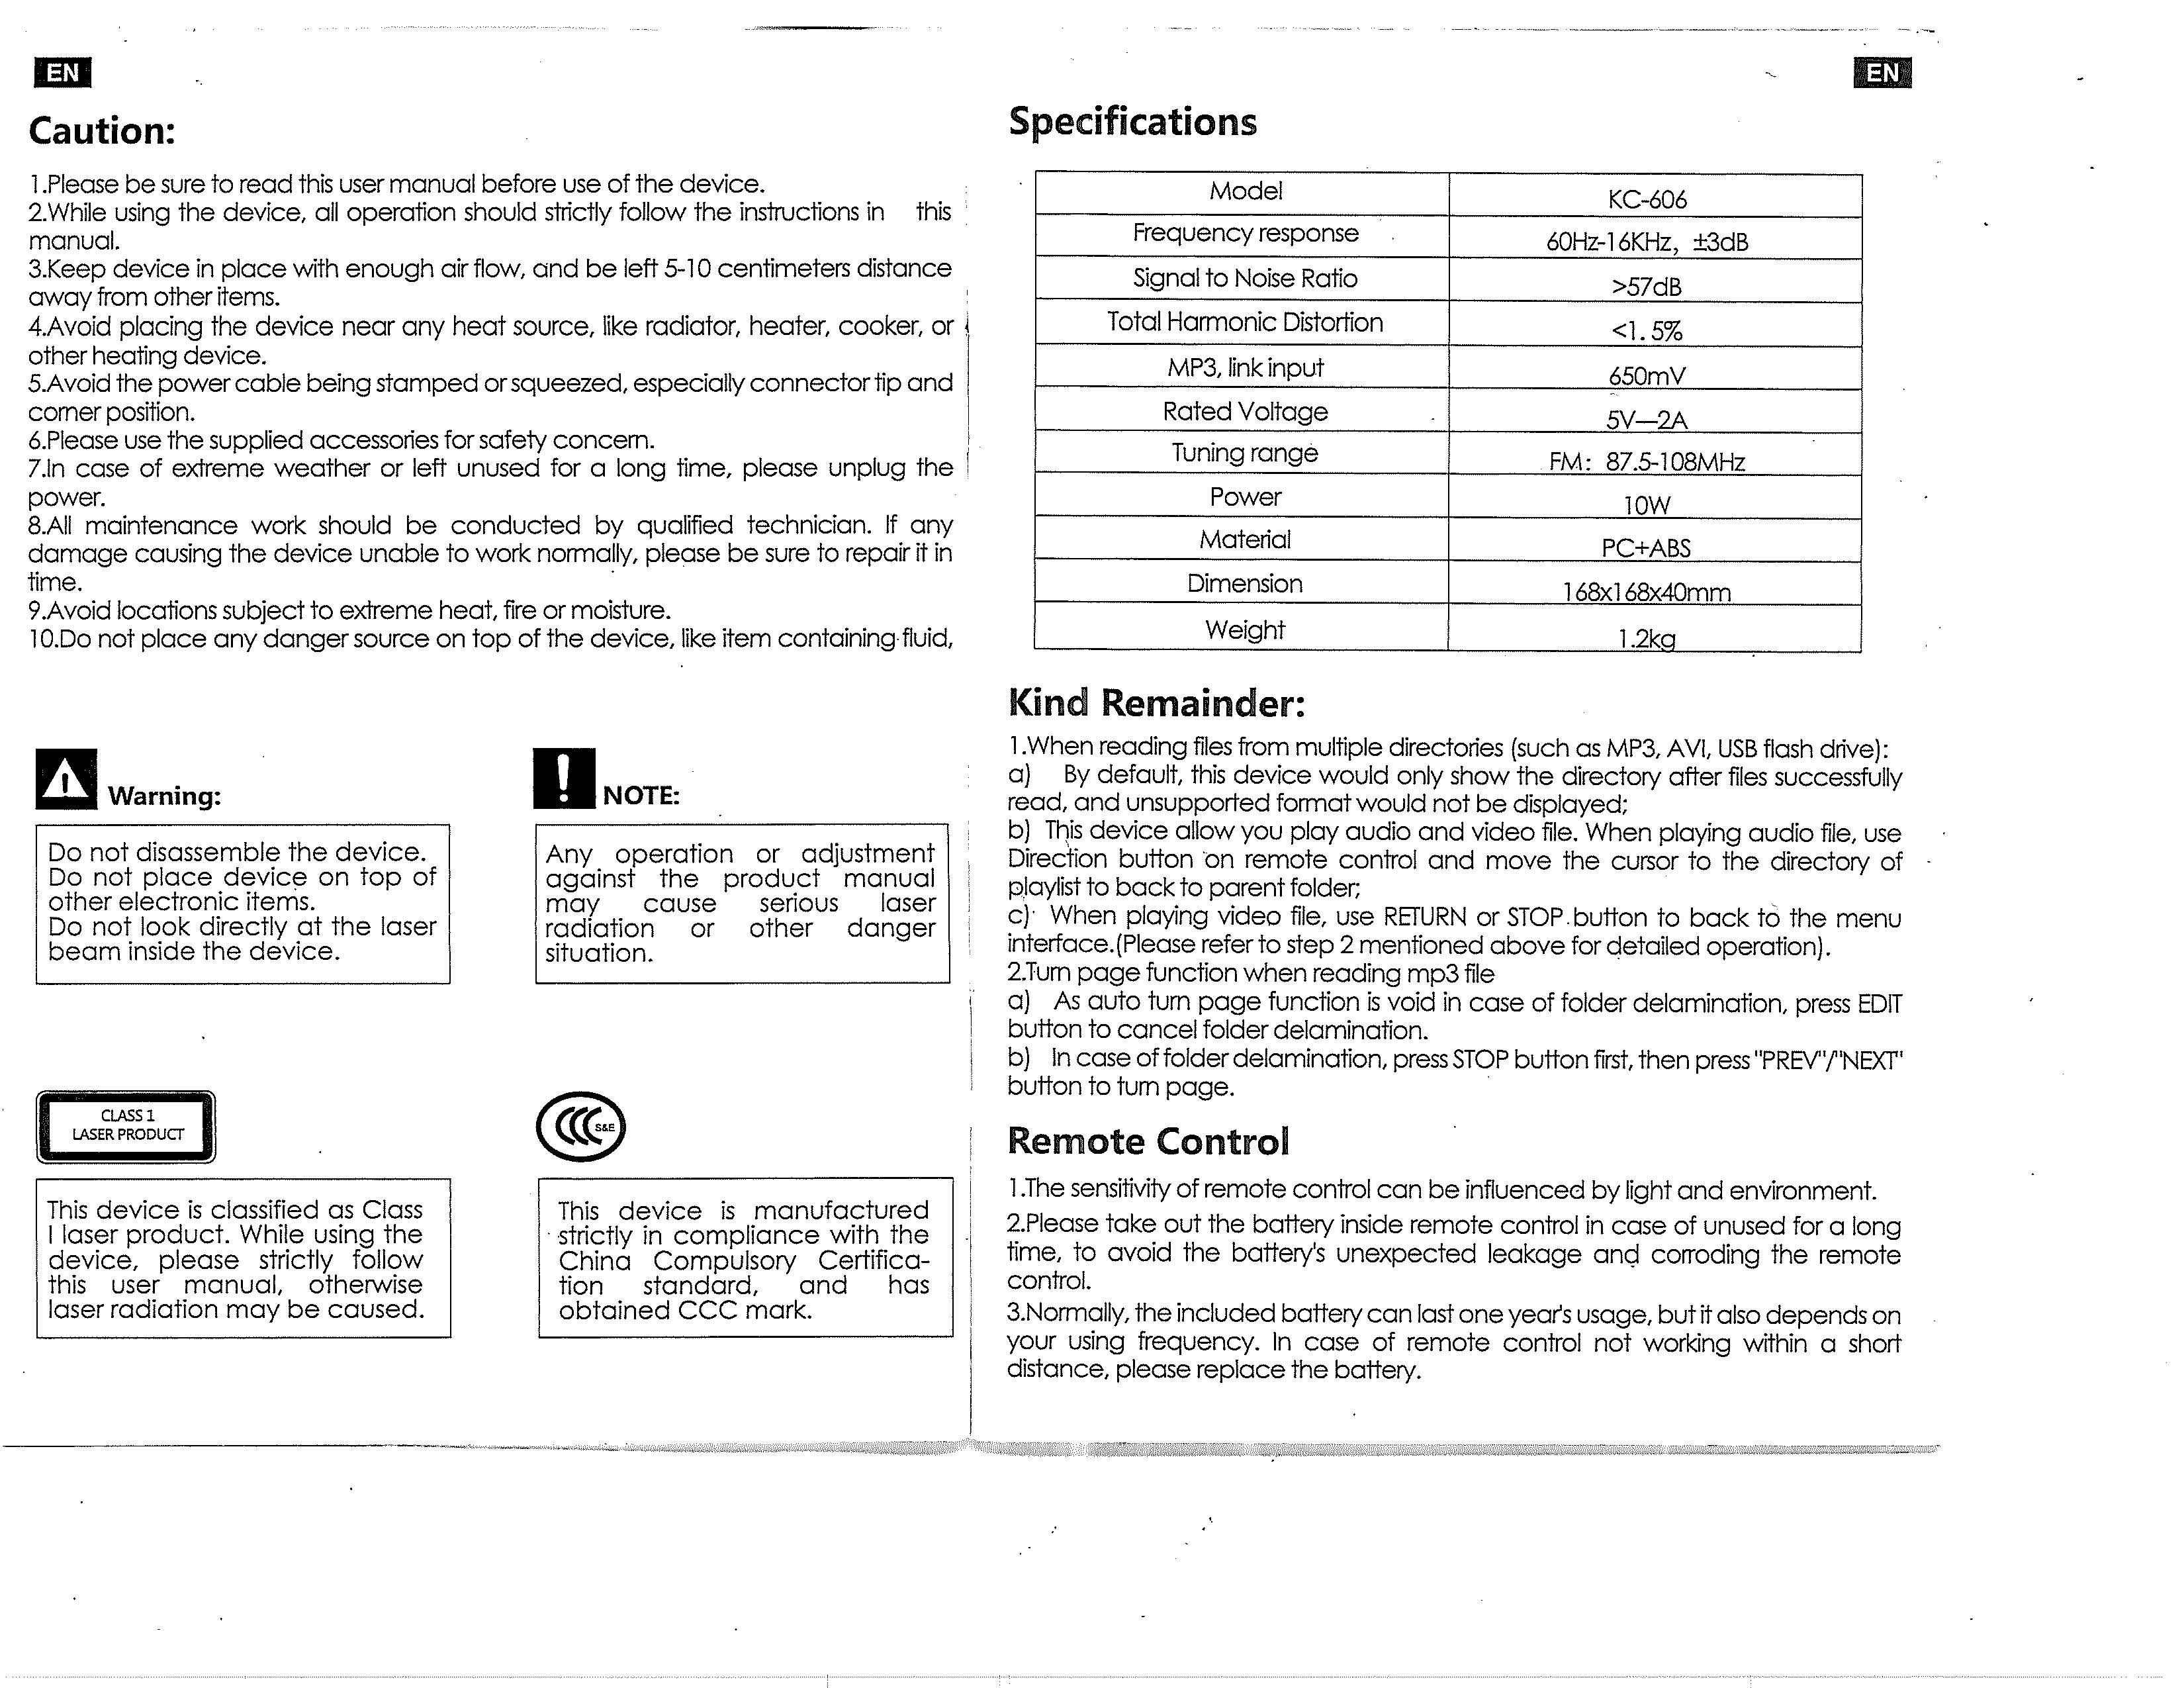 EN
Caution:
1.Please be sure to read this user manual before use of the device.
2.While using the device, all operation should strictly follow the instructions in this
manual.
3.Keep device in place with enough air flow, and be left 5-10 centimeters distance
away from other items.
4.Avoid placing the device near any heat source, like radiator, heater, cooker, or
other heating device.
5.Avoid the power cable being stamped or squeezed, especially connector tip and
corner position.
6.Please use the supplied accessories for safety concern.
7.In case of extreme weather or left unused for a long time, please unplug the
power.
8.All maintenance work should be conducted by qualified technician. If any
damage causing the device unable to work normally, please be sure to repair it in
time.
9.Avoid locations subject to extreme heat, fire or moisture.
10.Do not place any danger source on top of the device, like item containing fluid,
Warning:
Do not disassemble the device.
Do not place device on top of
other electronic items.
Do not look directly at the laser
beam inside the device.
NOTE:
Any operation or adjustment
against the product manual
may cause serious laser
radiation or other danger
situation.
CLASS 1
LASER PRODUCT
This device is classified as Class
I laser product. While using the
device, please strictly follow
this user manual, otherwise
laser radiation may be caused.
CCC S&E
This device is manufactured
strictly in compliance with the
China Compulsory Certifica-
tion standard, and has
obtained CCC mark.
EN
Specifications
Model KC-606
Frequency response 60Hz-16KHz, ±3dB
Signal to Noise Ratio >57dB
Total Harmonic Distortion <1.5%
MP3, link input 650mV
Rated Voltage 5V—2A
Tuning range FM: 87.5-108MHz
Power 10W
Material PC+ABS
Dimension 168x168x40mm
Weight 1.2kg
Kind Remainder:
1.When reading files from multiple directories (such as MP3, AVI, USB flash drive):
a) By default, this device would only show the directory after files successfully
read, and unsupported format would not be displayed;
b) This device allow you play audio and video file. When playing audio file, use
Direction button on remote control and move the cursor to the directory of
playlist to back to parent folder;
c) When playing video file, use RETURN or STOP button to back to the menu
interface.(Please refer to step 2 mentioned above for detailed operation).
2.Turn page function when reading mp3 file
a) As auto turn page function is void in case of folder delamination, press EDIT
button to cancel folder delamination.
b) In case of folder delamination, press STOP button first, then press "PREV"/"NEXT"
button to turn page.
Remote Control
1.The sensitivity of remote control can be influenced by light and environment.
2.Please take out the battery inside remote control in case of unused for a long
time, to avoid the battery's unexpected leakage and corroding the remote
control.
3.Normally, the included battery can last one year's usage, but it also depends on
your using frequency. In case of remote control not working within a short
distance, please replace the battery.